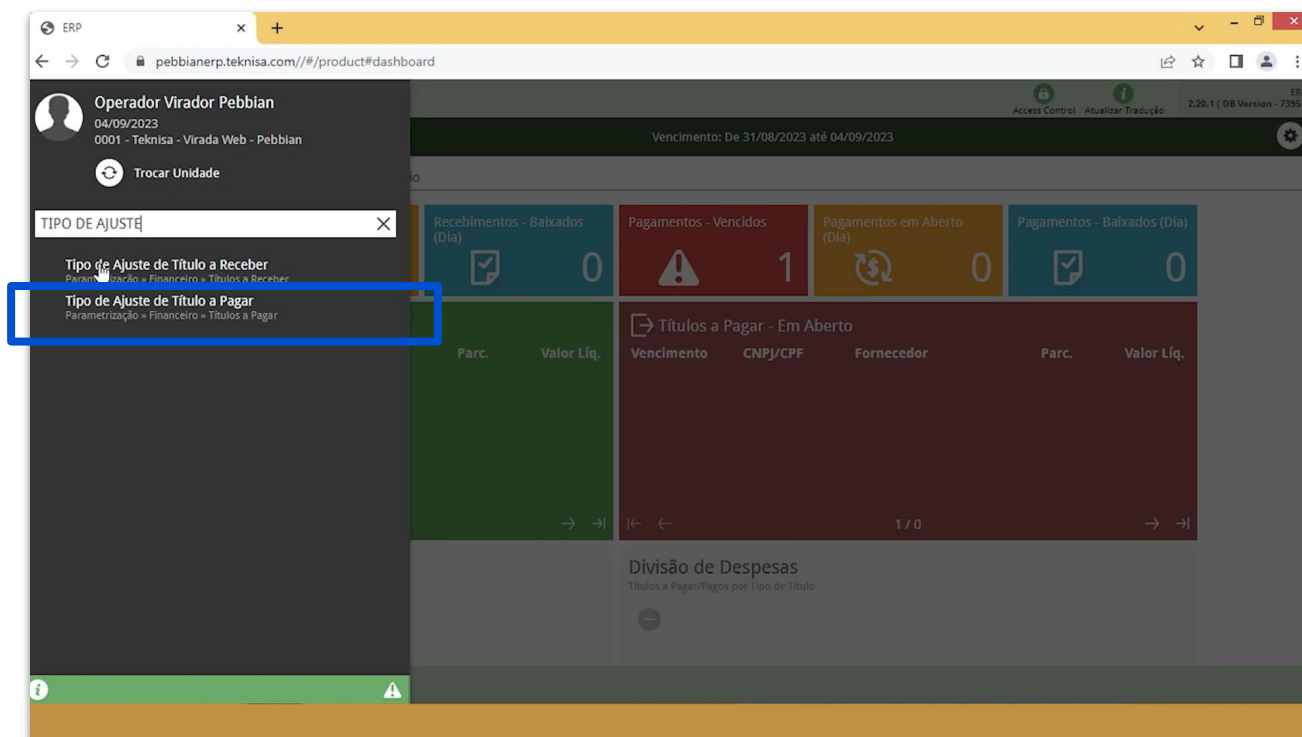 ERP
pebbianerp.teknisa.com//#/product#dashboard
Operador Virador Pebbian
04/09/2023
0001 - Teknisa - Virada Web - Pebbian
Trocar Unidade
TIPO DE AJUSTE
Tipo de Ajuste de Título a Receber
Parametrização » Financeiro » Títulos a Receber
Tipo de Ajuste de Título a Pagar
Parametrização » Financeiro » Títulos a Pagar
Access Control
Atualizar Tradução
2.20.1 ( DB Version - 7395
Vencimento: De 31/08/2023 até 04/09/2023
Recebimentos - Baixados (Dia)
0
Pagamentos - Vencidos
1
Pagamentos em Aberto (Dia)
0
Pagamentos - Baixados (Dia)
0
Parc. Valor Líq.
Títulos a Pagar - Em Aberto
Vencimento CNPJ/CPF Fornecedor Parc. Valor Líq.
1 / 0
Divisão de Despesas
Títulos a Pagar/Pagos por Tipo de Título